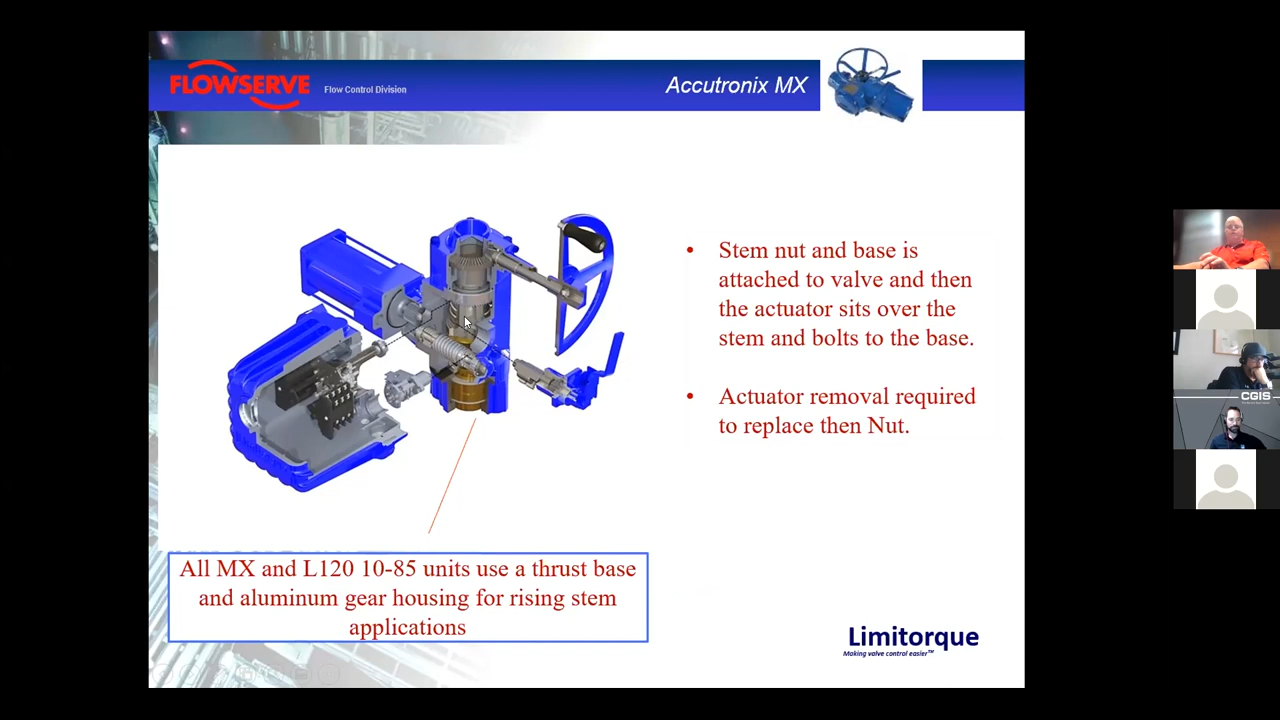 FLOWSERVE
Flow Control Division
Accutronix MX
• Stem nut and base is
attached to valve and then
the actuator sits over the
stem and bolts to the base.
• Actuator removal required
to replace then Nut.
All MX and L120 10-85 units use a thrust base
and aluminum gear housing for rising stem
applications
Limitorque
Making valve control easier™
CGIS